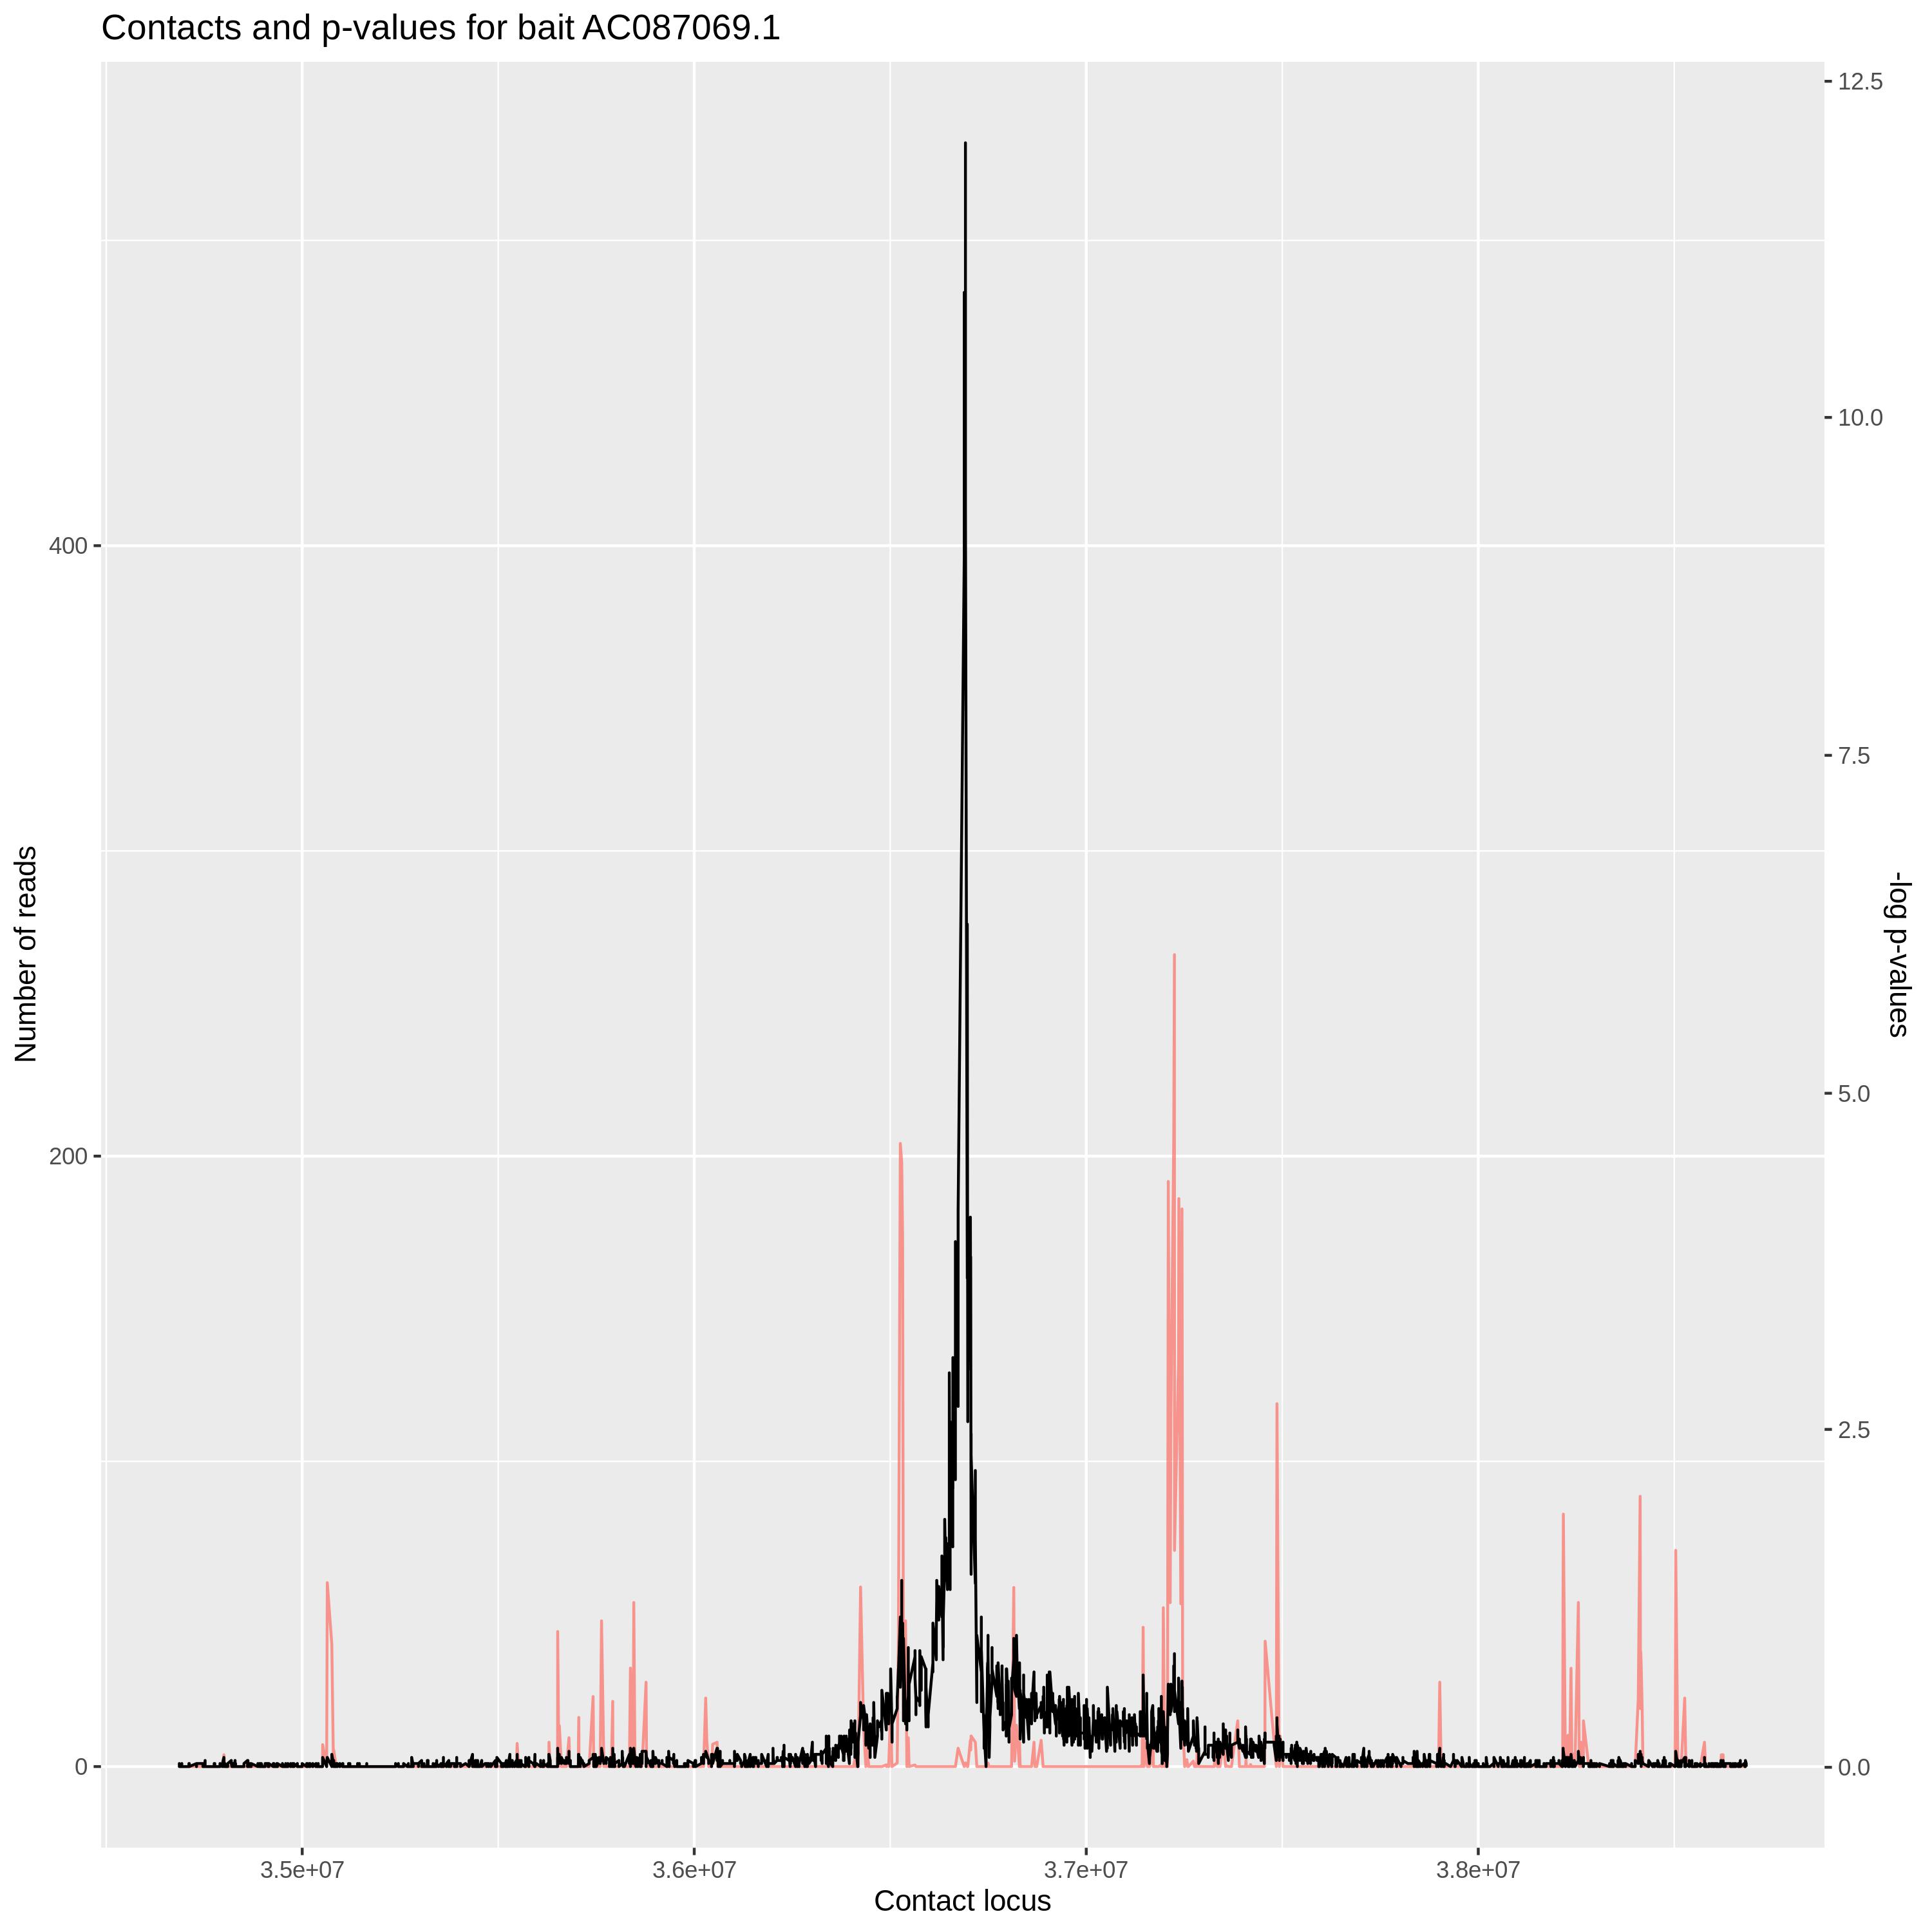 Contacts and p-values for bait AC087069.1
Number of reads
400
200
0
12.5
10.0
7.5
5.0
2.5
0.0
-log p-values
3.5e+07 3.6e+07 3.7e+07 3.8e+07
Contact locus